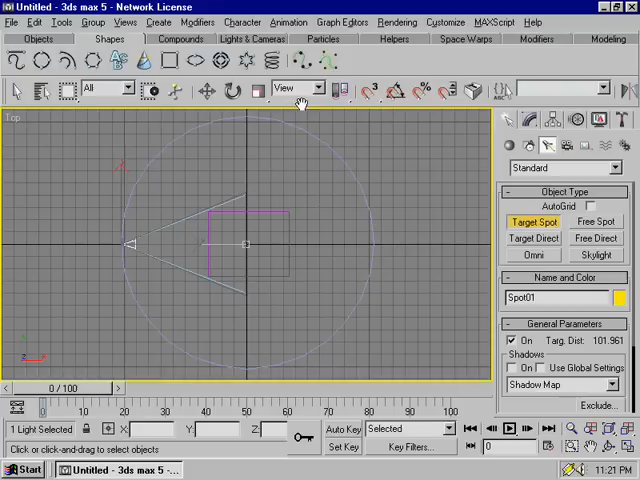 Untitled - 3ds max 5 - Network License
File Edit Tools Group Views Create Modifiers Character Animation Graph Editors Rendering Customize MAXScript Help
Objects Shapes Compounds Lights & Cameras Particles Helpers Space Warps Modifiers Modeling
All View 3
Top
Standard
Object Type
AutoGrid
Target Spot Free Spot
Target Direct Free Direct
Omni Skylight
Name and Color
Spot01
General Parameters
On Targ. Dist: 101.961
Shadows
On Use Global Settings
Shadow Map
Exclude...
0 / 100
0 10 20 30 40 50 60 70 80 90 100
1 Light Selected X: Y: Z: Auto Key Selected
Set Key Key Filters... 0
Click or click-and-drag to select objects
Start Untitled - 3ds max 5 -... 11:21 PM